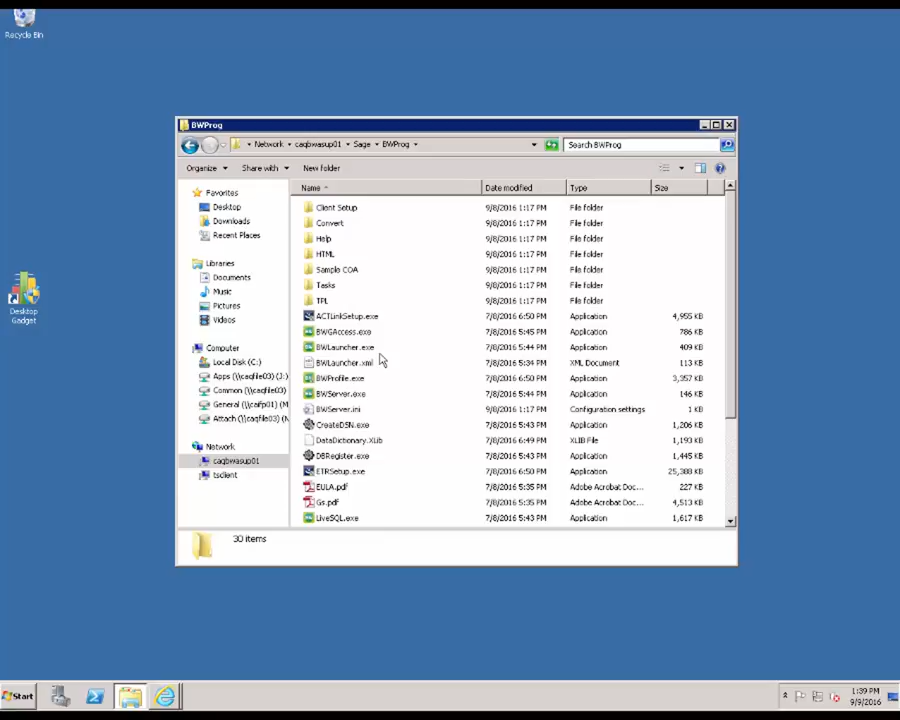 Recycle Bin
BWProg
Network caqbwasup01 Sage BWProg
Search BWProg
Organize Share with New folder
Name Date modified Type Size
Favorites
Desktop
Downloads
Recent Places
Libraries
Documents
Music
Pictures
Videos
Computer
Local Disk (C:)
Apps (\\caqfile03) (J:)
Common (\\caqfile03)
General (\\caifp01) (M
Attach (\\caqfile03) (N
Network
caqbwasup01
tsclient
Client Setup 9/8/2016 1:17 PM File folder
Convert 9/8/2016 1:17 PM File folder
Help 9/8/2016 1:17 PM File folder
HTML 9/8/2016 1:17 PM File folder
Sample COA 9/8/2016 1:17 PM File folder
Tasks 9/8/2016 1:17 PM File folder
TPL 9/8/2016 1:17 PM File folder
ACTLinkSetup.exe 7/8/2016 6:50 PM Application 4,955 KB
BWGAccess.exe 7/8/2016 5:45 PM Application 786 KB
BWLauncher.exe 7/8/2016 5:44 PM Application 409 KB
BWLauncher.xml 7/8/2016 5:34 PM XML Document 113 KB
BWProfile.exe 7/8/2016 6:50 PM Application 3,357 KB
BWServer.exe 7/8/2016 5:44 PM Application 146 KB
BWServer.ini 9/8/2016 1:17 PM Configuration settings 1 KB
CreateDSN.exe 7/8/2016 5:43 PM Application 1,206 KB
DataDictionary.XLib 7/8/2016 6:49 PM XLIB File 1,193 KB
DBRegister.exe 7/8/2016 5:43 PM Application 1,445 KB
ETRSetup.exe 7/8/2016 6:50 PM Application 25,388 KB
EULA.pdf 7/8/2016 5:35 PM Adobe Acrobat Doc... 227 KB
Gs.pdf 7/8/2016 5:35 PM Adobe Acrobat Doc... 4,513 KB
LiveSQL.exe 7/8/2016 5:43 PM Application 1,617 KB
30 items
Desktop
Gadget
Start
1:39 PM
9/9/2016